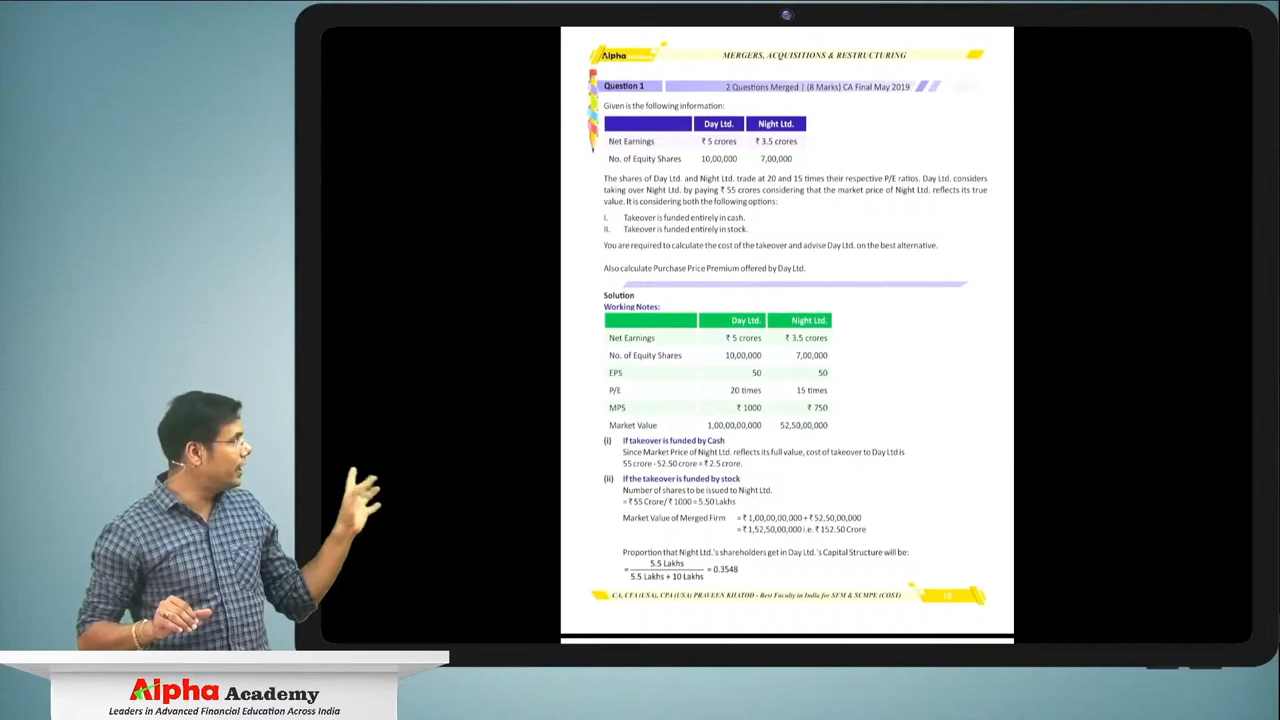 Alpha
MERGERS, ACQUISITIONS & RESTRUCTURING
Question 1
2 Questions Merged | (8 Marks) CA Final May 2019
Given is the following information:
Day Ltd. Night Ltd.
Net Earnings ₹ 5 crores ₹ 3.5 crores
No. of Equity Shares 10,00,000 7,00,000
The shares of Day Ltd. and Night Ltd. trade at 20 and 15 times their respective P/E ratios. Day Ltd. considers
taking over Night Ltd. by paying ₹ 55 crores considering that the market price of Night Ltd. reflects its true
value. It is considering both the following options:
I. Takeover is funded entirely in cash.
II. Takeover is funded entirely in stock.
You are required to calculate the cost of the takeover and advise Day Ltd. on the best alternative.
Also calculate Purchase Price Premium offered by Day Ltd.
Solution
Working Notes:
Day Ltd. Night Ltd.
Net Earnings ₹ 5 crores ₹ 3.5 crores
No. of Equity Shares 10,00,000 7,00,000
EPS 50 50
P/E 20 times 15 times
MPS ₹ 1000 ₹ 750
Market Value 1,00,00,00,000 52,50,00,000
(i) If takeover is funded by Cash
Since Market Price of Night Ltd. reflects its full value, cost of takeover to Day Ltd is
55 crore - 52.50 crore = ₹ 2.5 crore.
(ii) If the takeover is funded by stock
Number of shares to be issued to Night Ltd.
= ₹ 55 Crore/ ₹ 1000 = 5.50 Lakhs
Market Value of Merged Firm = ₹ 1,00,00,00,000 + ₹ 52,50,00,000
= ₹ 1,52,50,00,000 i.e. ₹ 152.50 Crore
Proportion that Night Ltd.'s shareholders get in Day Ltd.'s Capital Structure will be:
= 5.5 Lakhs
5.5 Lakhs + 10 Lakhs = 0.3548
CA, CFA (USA), CPA (USA) PRAVEEN KHATOD - Best Faculty in India for SFM & SCMPE (COST)
Alpha Academy
Leaders in Advanced Financial Education Across India